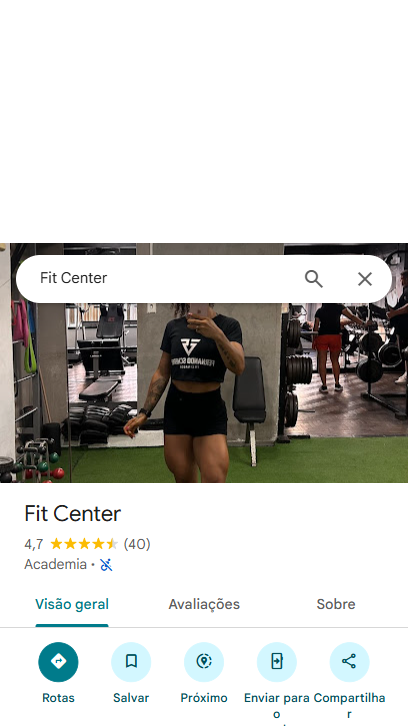 Fit Center
Fit Center
4,7 (40)
Academia ·
Visão geral Avaliações Sobre
Rotas Salvar Próximo Enviar para o Compartilhar